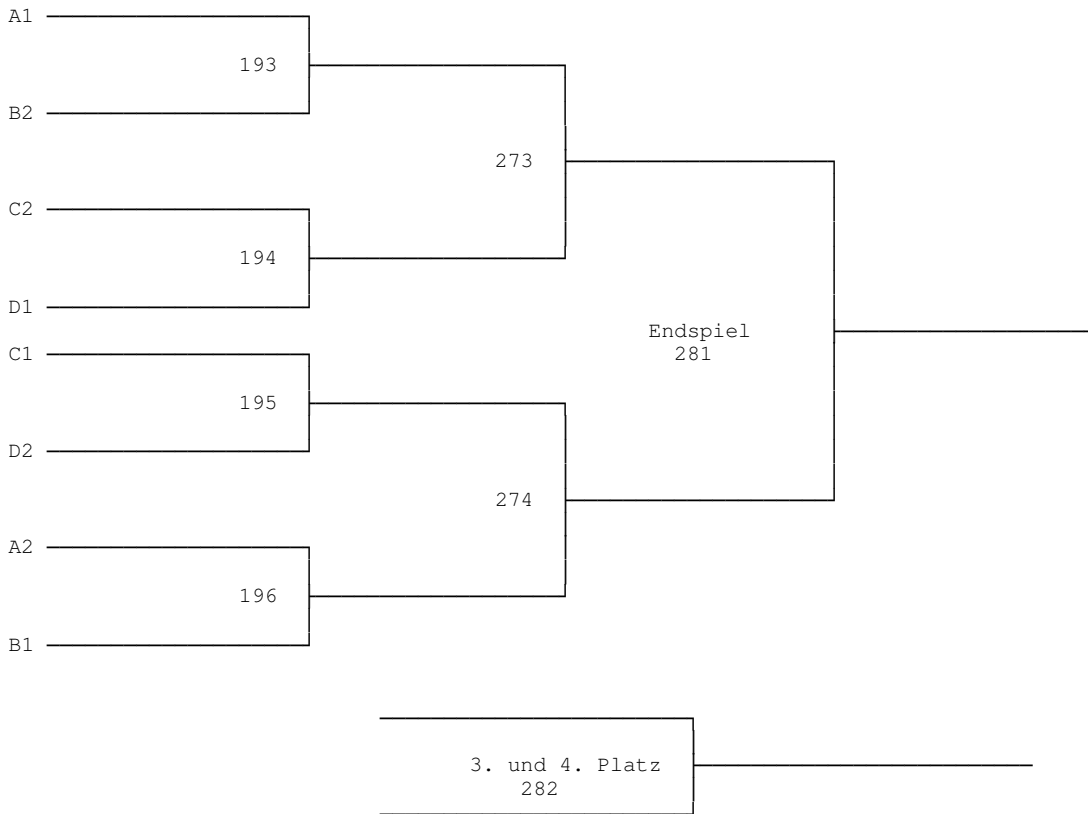 A1
193
B2
273
C2
194
D1
Endspiel
281
C1
195
D2
274
A2
196
B1
3. und 4. Platz
282